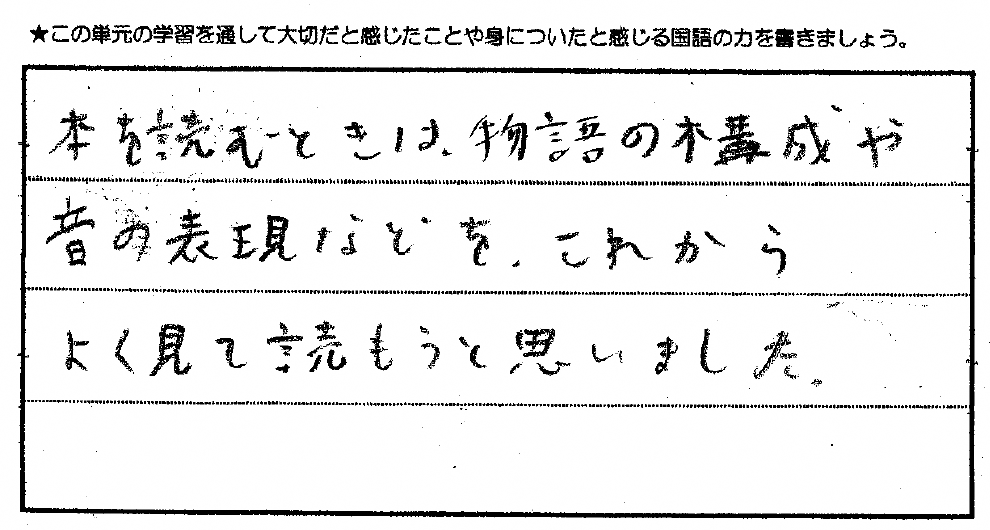 ★この単元の学習を通して大切だと感じたことや身についたと感じる国語の力を書きましょう。
本を読むときは、物語の構成や
音の表現などを、これから
よく見て読もうと思いました。